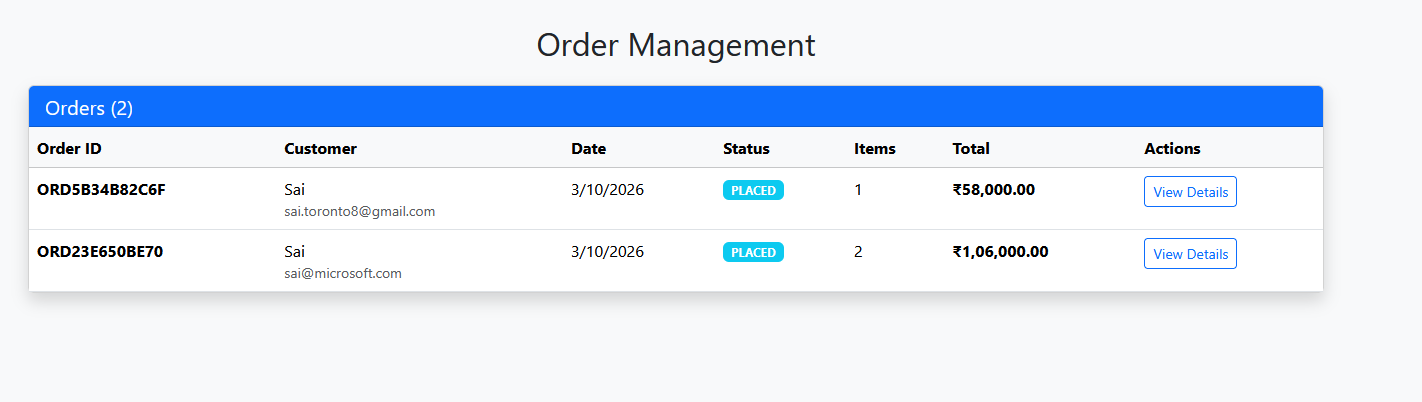 Order Management
Orders (2)
Order ID Customer Date Status Items Total Actions
ORD5B34B82C6F Sai 3/10/2026 PLACED 1 ₹58,000.00 View Details
sai.toronto8@gmail.com
ORD23E650BE70 Sai 3/10/2026 PLACED 2 ₹1,06,000.00 View Details
sai@microsoft.com